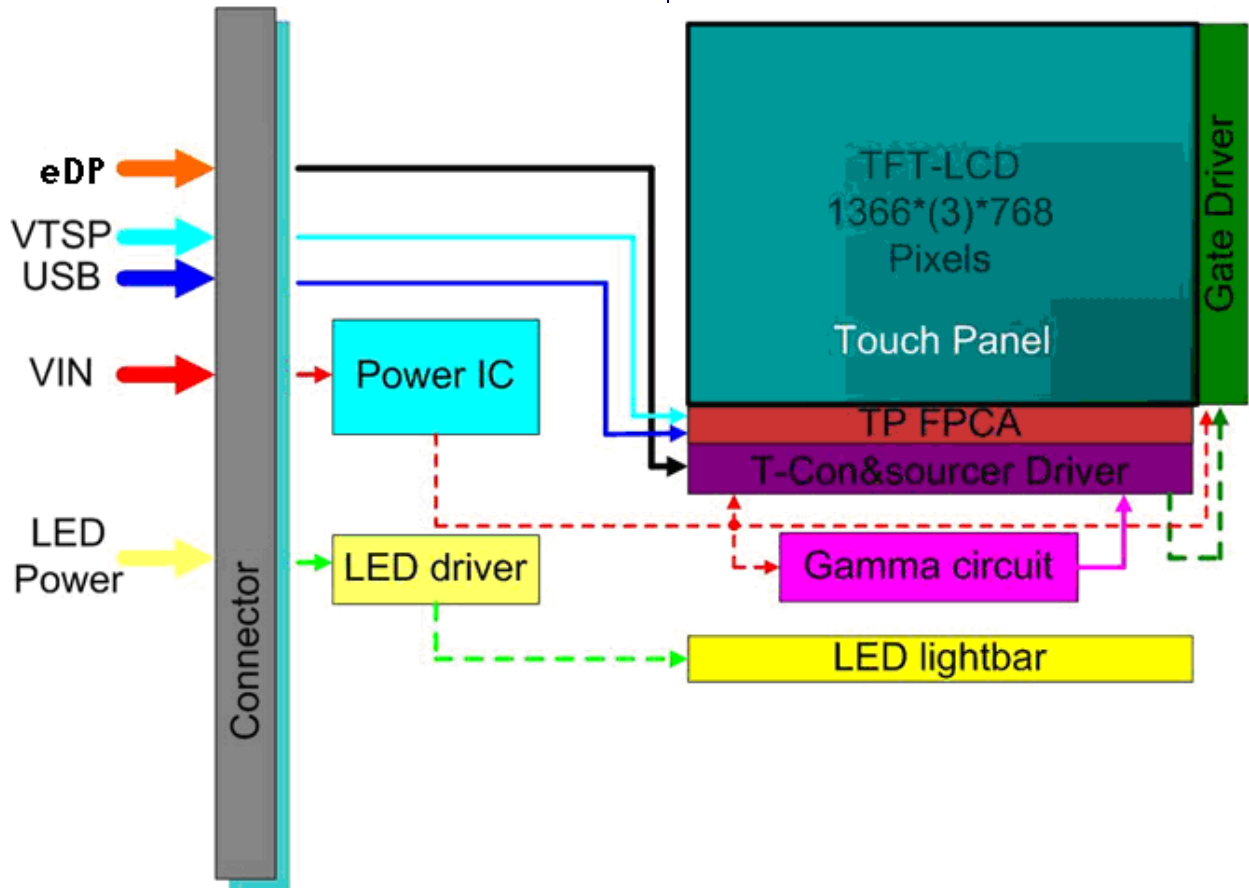 eDP
VTSP
USB
VIN
LED
Power
Connector
Power IC
LED driver
TFT-LCD
1366*(3)*768
Pixels
Touch Panel
Gate Driver
TP FPCA
T-Con&sourcer Driver
Gamma circuit
LED lightbar